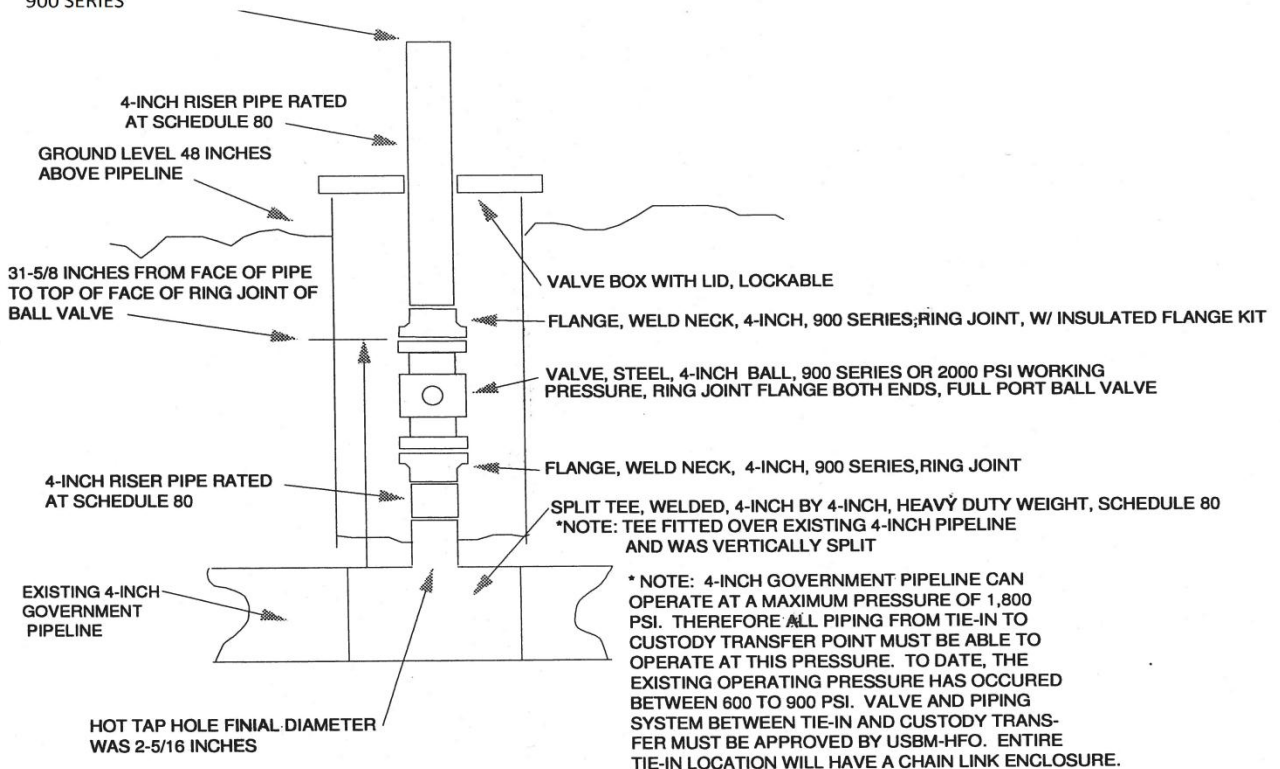 900 SERIES
4-INCH RISER PIPE RATED
AT SCHEDULE 80
GROUND LEVEL 48 INCHES
ABOVE PIPELINE
31-5/8 INCHES FROM FACE OF PIPE
TO TOP OF FACE OF RING JOINT OF
BALL VALVE
VALVE BOX WITH LID, LOCKABLE
FLANGE, WELD NECK, 4-INCH, 900 SERIES,RING JOINT, W/ INSULATED FLANGE KIT
VALVE, STEEL, 4-INCH BALL, 900 SERIES OR 2000 PSI WORKING
PRESSURE, RING JOINT FLANGE BOTH ENDS, FULL PORT BALL VALVE
FLANGE, WELD NECK, 4-INCH, 900 SERIES,RING JOINT
4-INCH RISER PIPE RATED
AT SCHEDULE 80
SPLIT TEE, WELDED, 4-INCH BY 4-INCH, HEAVY DUTY WEIGHT, SCHEDULE 80
*NOTE: TEE FITTED OVER EXISTING 4-INCH PIPELINE
AND WAS VERTICALLY SPLIT
EXISTING 4-INCH
GOVERNMENT
PIPELINE
* NOTE: 4-INCH GOVERNMENT PIPELINE CAN
OPERATE AT A MAXIMUM PRESSURE OF 1,800
PSI. THEREFORE ALL PIPING FROM TIE-IN TO
CUSTODY TRANSFER POINT MUST BE ABLE TO
OPERATE AT THIS PRESSURE. TO DATE, THE
EXISTING OPERATING PRESSURE HAS OCCURED
BETWEEN 600 TO 900 PSI. VALVE AND PIPING
SYSTEM BETWEEN TIE-IN AND CUSTODY TRANS-
FER MUST BE APPROVED BY USBM-HFO. ENTIRE
TIE-IN LOCATION WILL HAVE A CHAIN LINK ENCLOSURE.
HOT TAP HOLE FINIAL DIAMETER
WAS 2-5/16 INCHES